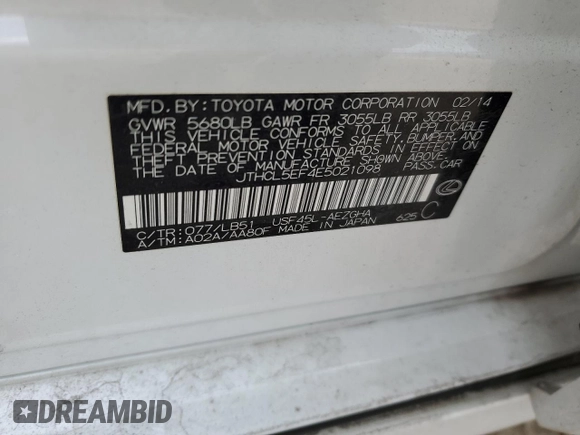 MFD. BY: TOYOTA MOTOR CORPORATION 02/14
GVWR 5680LB GAWR FR 3055LB RR 3055LB
THIS VEHICLE CONFORMS TO ALL APPLICABLE
FEDERAL MOTOR VEHICLE SAFETY, BUMPER, AND
THEFT PREVENTION STANDARDS IN EFFECT ON
THE DATE OF MANUFACTURE SHOWN ABOVE.
JTHCL5EF4E5021098 PASS. CAR
C/TR: 077/LB51 USF45L-AEZGHA
A/TM: A02A/AA80F MADE IN JAPAN 625 C
DREAMBID